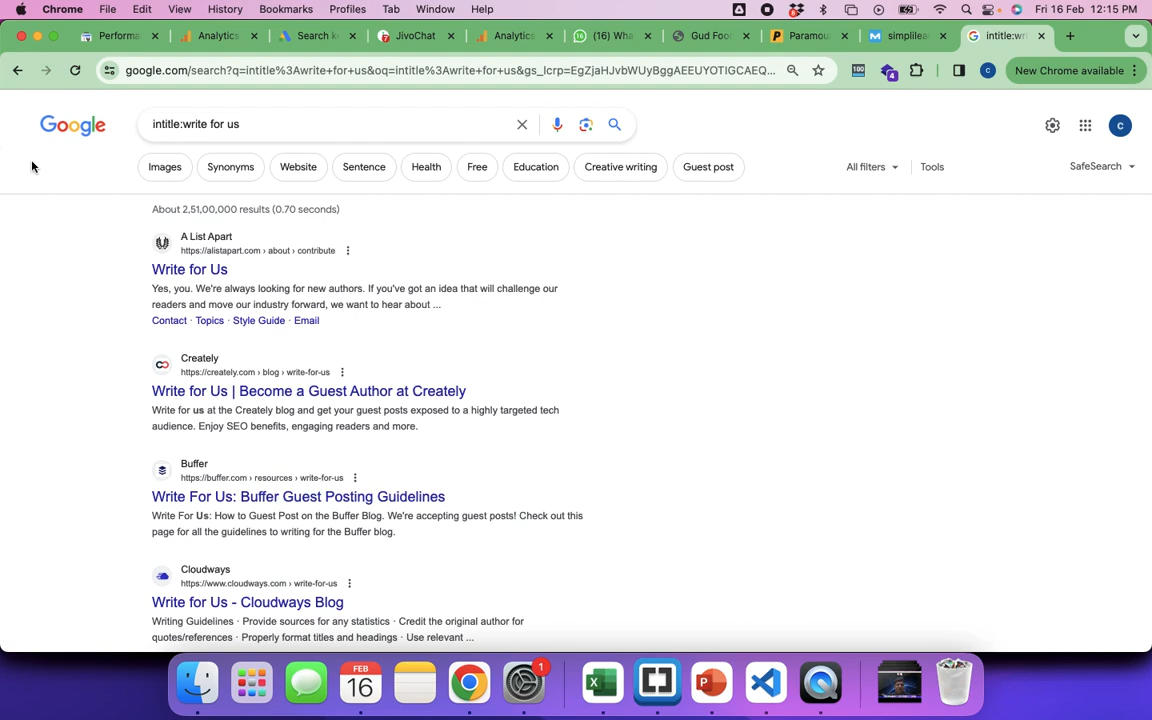 Chrome File Edit View History Bookmarks Profiles Tab Window Help Fri 16 Feb 12:15 PM
Performa Analytics Search k JivoChat Analytics (16) Wha Gud Foo Paramou simplilea intitle:wri
google.com/search?q=intitle%3Awrite+for+us&oq=intitle%3Awrite+for+us&gs_lcrp=EgZjaHJvbWUyBggAEEUYOTIGCAEQ... 100 4 C New Chrome available
Google intitle:write for us C
Images Synonyms Website Sentence Health Free Education Creative writing Guest post All filters Tools SafeSearch
About 2,51,00,000 results (0.70 seconds)
A List Apart
https://alistapart.com › about › contribute
Write for Us
Yes, you. We're always looking for new authors. If you've got an idea that will challenge our
readers and move our industry forward, we want to hear about ...
Contact · Topics · Style Guide · Email
Creately
https://creately.com › blog › write-for-us
Write for Us | Become a Guest Author at Creately
Write for us at the Creately blog and get your guest posts exposed to a highly targeted tech
audience. Enjoy SEO benefits, engaging readers and more.
Buffer
https://buffer.com › resources › write-for-us
Write For Us: Buffer Guest Posting Guidelines
Write For Us: How to Guest Post on the Buffer Blog. We're accepting guest posts! Check out this
page for all the guidelines to writing for the Buffer blog.
Cloudways
https://www.cloudways.com › write-for-us
Write for Us - Cloudways Blog
Writing Guidelines · Provide sources for any statistics · Credit the original author for
quotes/references · Properly format titles and headings · Use relevant ...
FEB
16
1